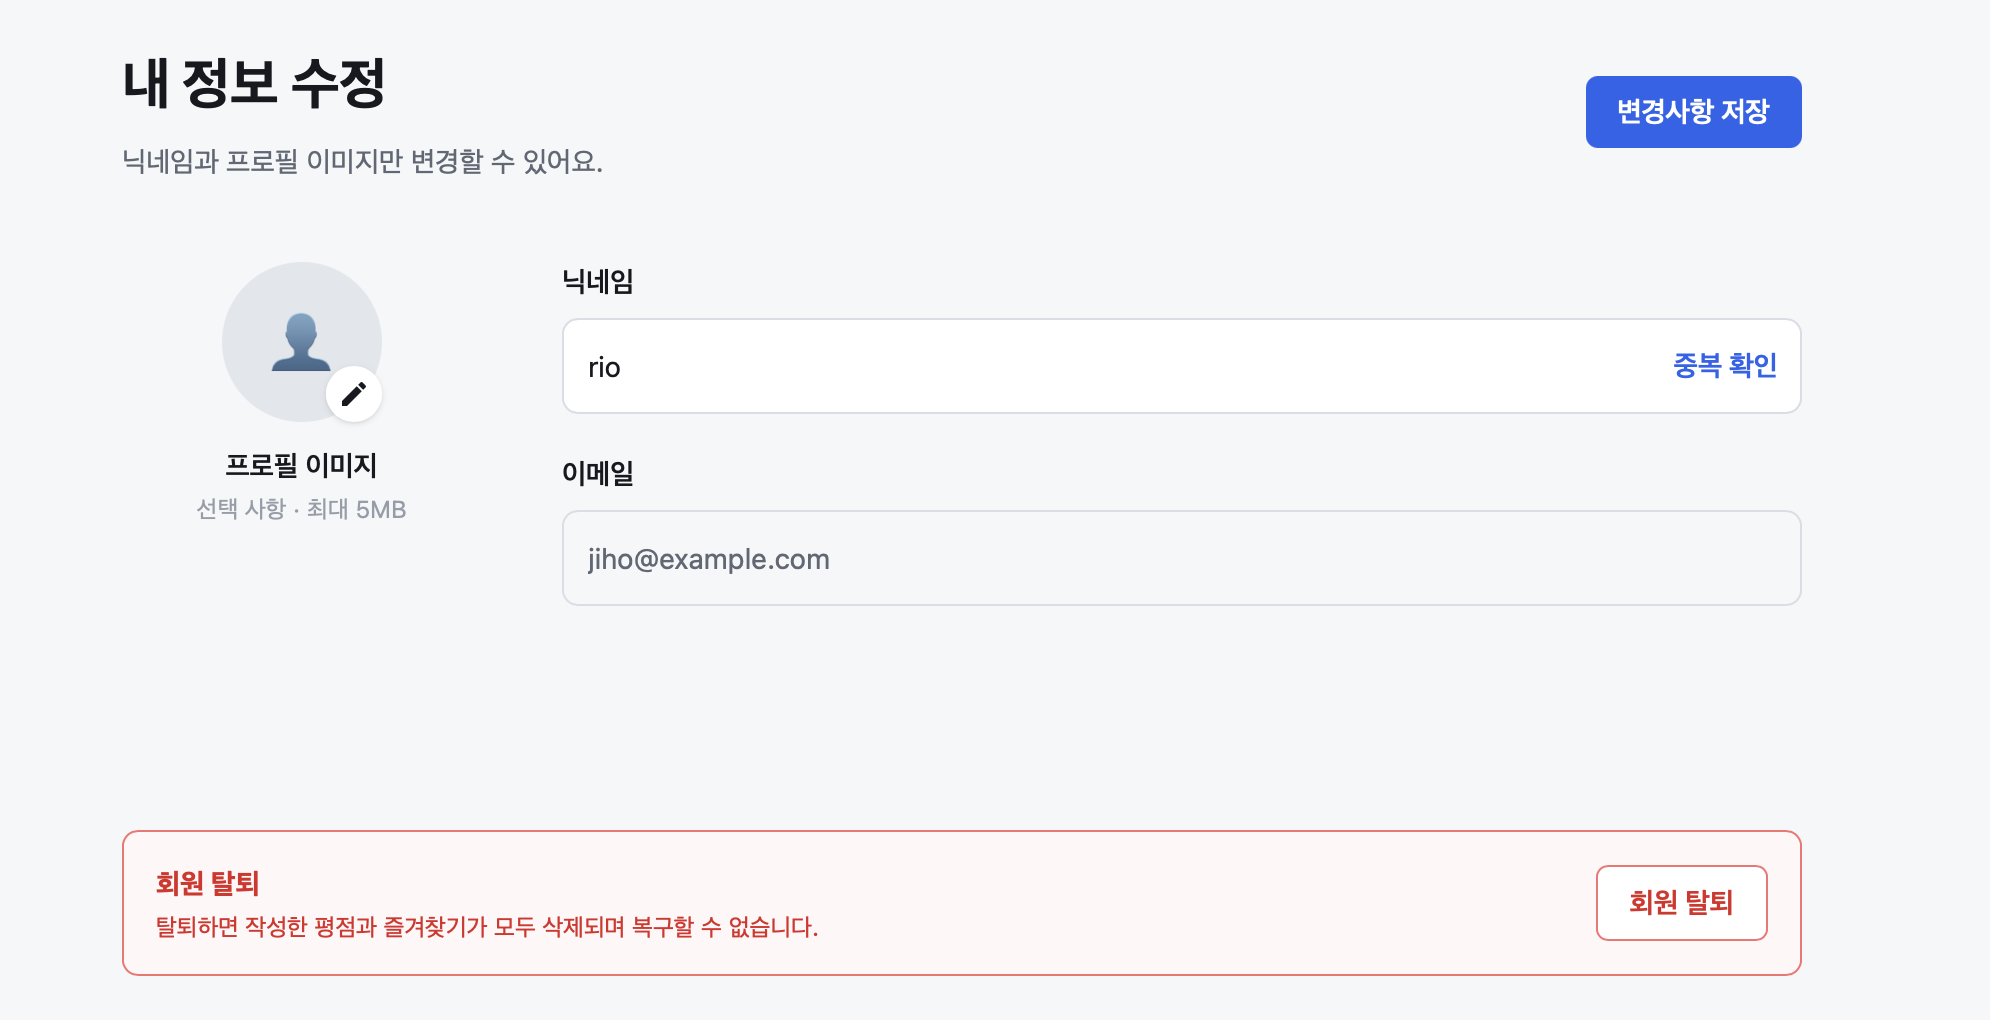 내 정보 수정
닉네임과 프로필 이미지만 변경할 수 있어요.
변경사항 저장
프로필 이미지
선택 사항 · 최대 5MB
닉네임
rio
중복 확인
이메일
jiho@example.com
회원 탈퇴
탈퇴하면 작성한 평점과 즐겨찾기가 모두 삭제되며 복구할 수 없습니다.
회원 탈퇴